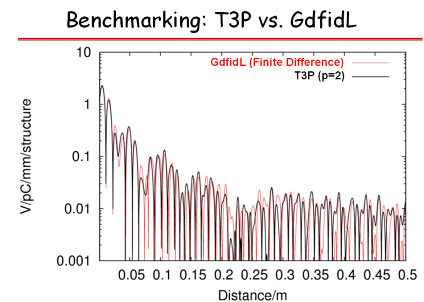 Benchmarking: T3P vs. GdfidL
10
GdfidL (Finite Difference)
T3P (p=2)
1
0.1
0.01
0.001
V/pC/mm/structure
0.05 0.1 0.15 0.2 0.25 0.3 0.35 0.4 0.45 0.5
Distance/m